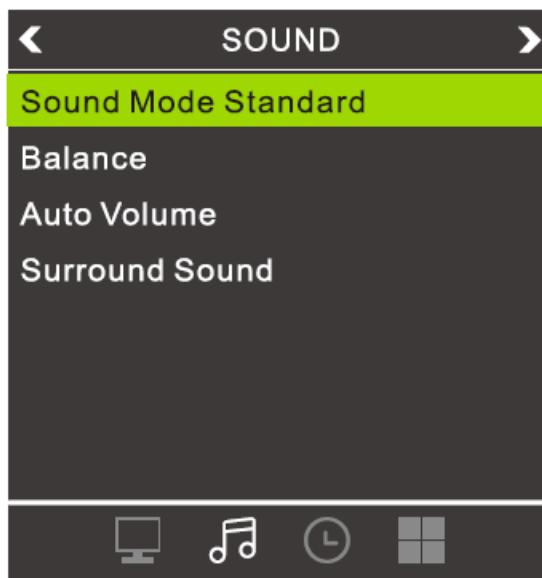 SOUND
Sound Mode Standard
Balance
Auto Volume
Surround Sound